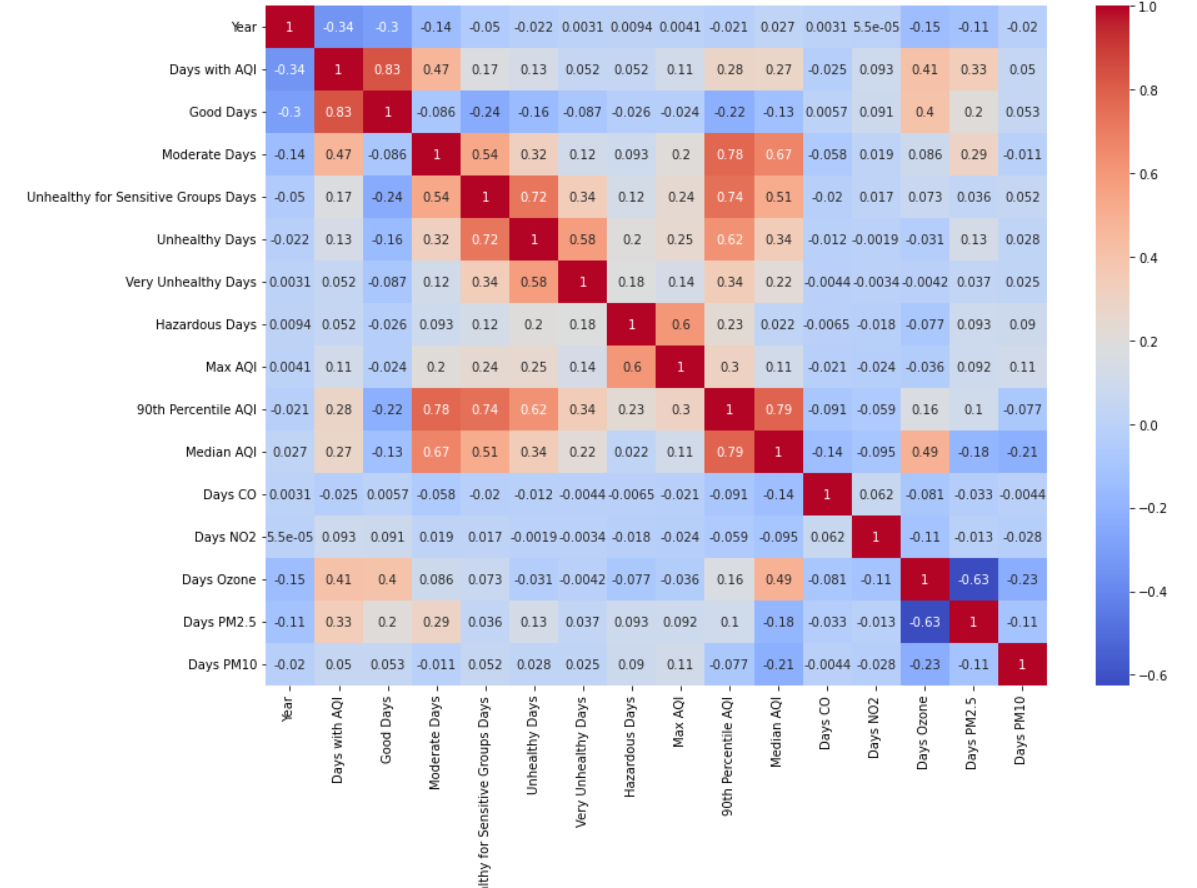 Year 1 -0.34 -0.3 -0.14 -0.05 -0.022 0.0031 0.0094 0.0041 -0.021 0.027 0.0031 5.5e-05 -0.15 -0.11 -0.02
Days with AQI -0.34 1 0.83 0.47 0.17 0.13 0.052 0.052 0.11 0.28 0.27 -0.025 0.093 0.41 0.33 0.05
Good Days -0.3 0.83 1 -0.086 -0.24 -0.16 -0.087 -0.026 -0.024 -0.22 -0.13 0.0057 0.091 0.4 0.2 0.053
Moderate Days -0.14 0.47 -0.086 1 0.54 0.32 0.12 0.093 0.2 0.78 0.67 -0.058 0.019 0.086 0.29 -0.011
Unhealthy for Sensitive Groups Days -0.05 0.17 -0.24 0.54 1 0.72 0.34 0.12 0.24 0.74 0.51 -0.02 0.017 0.073 0.036 0.052
Unhealthy Days -0.022 0.13 -0.16 0.32 0.72 1 0.58 0.2 0.25 0.62 0.34 -0.012 -0.0019 -0.031 0.13 0.028
Very Unhealthy Days 0.0031 0.052 -0.087 0.12 0.34 0.58 1 0.18 0.14 0.34 0.22 -0.0044 -0.0034 -0.0042 0.037 0.025
Hazardous Days 0.0094 0.052 -0.026 0.093 0.12 0.2 0.18 1 0.6 0.23 0.022 -0.0065 -0.018 -0.077 0.093 0.09
Max AQI 0.0041 0.11 -0.024 0.2 0.24 0.25 0.14 0.6 1 0.3 0.11 -0.021 -0.024 -0.036 0.092 0.11
90th Percentile AQI -0.021 0.28 -0.22 0.78 0.74 0.62 0.34 0.23 0.3 1 0.79 -0.091 -0.059 0.16 0.1 -0.077
Median AQI 0.027 0.27 -0.13 0.67 0.51 0.34 0.22 0.022 0.11 0.79 1 -0.14 -0.095 0.49 -0.18 -0.21
Days CO 0.0031 -0.025 0.0057 -0.058 -0.02 -0.012 -0.0044 -0.0065 -0.021 -0.091 -0.14 1 0.062 -0.081 -0.033 -0.0044
Days NO2 5.5e-05 0.093 0.091 0.019 0.017 -0.0019 -0.0034 -0.018 -0.024 -0.059 -0.095 0.062 1 -0.11 -0.013 -0.028
Days Ozone -0.15 0.41 0.4 0.086 0.073 -0.031 -0.0042 -0.077 -0.036 0.16 0.49 -0.081 -0.11 1 -0.63 -0.23
Days PM2.5 -0.11 0.33 0.2 0.29 0.036 0.13 0.037 0.093 0.092 0.1 -0.18 -0.033 -0.013 -0.63 1 -0.11
Days PM10 -0.02 0.05 0.053 -0.011 0.052 0.028 0.025 0.09 0.11 -0.077 -0.21 -0.0044 -0.028 -0.23 -0.11 1
Year
Days with AQI
Good Days
Moderate Days
althy for Sensitive Groups Days
Unhealthy Days
Very Unhealthy Days
Hazardous Days
Max AQI
90th Percentile AQI
Median AQI
Days CO
Days NO2
Days Ozone
Days PM2.5
Days PM10
1.0
0.8
0.6
0.4
0.2
0.0
−0.2
−0.4
−0.6